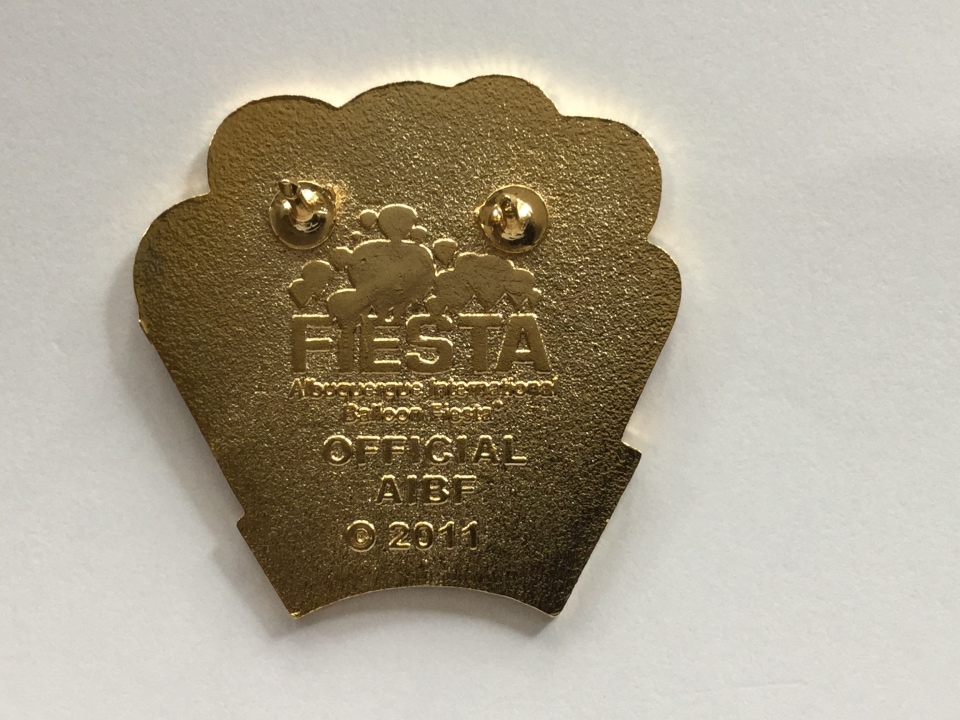 FIESTA
Albuquerque International
Balloon Fiesta®
OFFICIAL
AIBF
© 2011